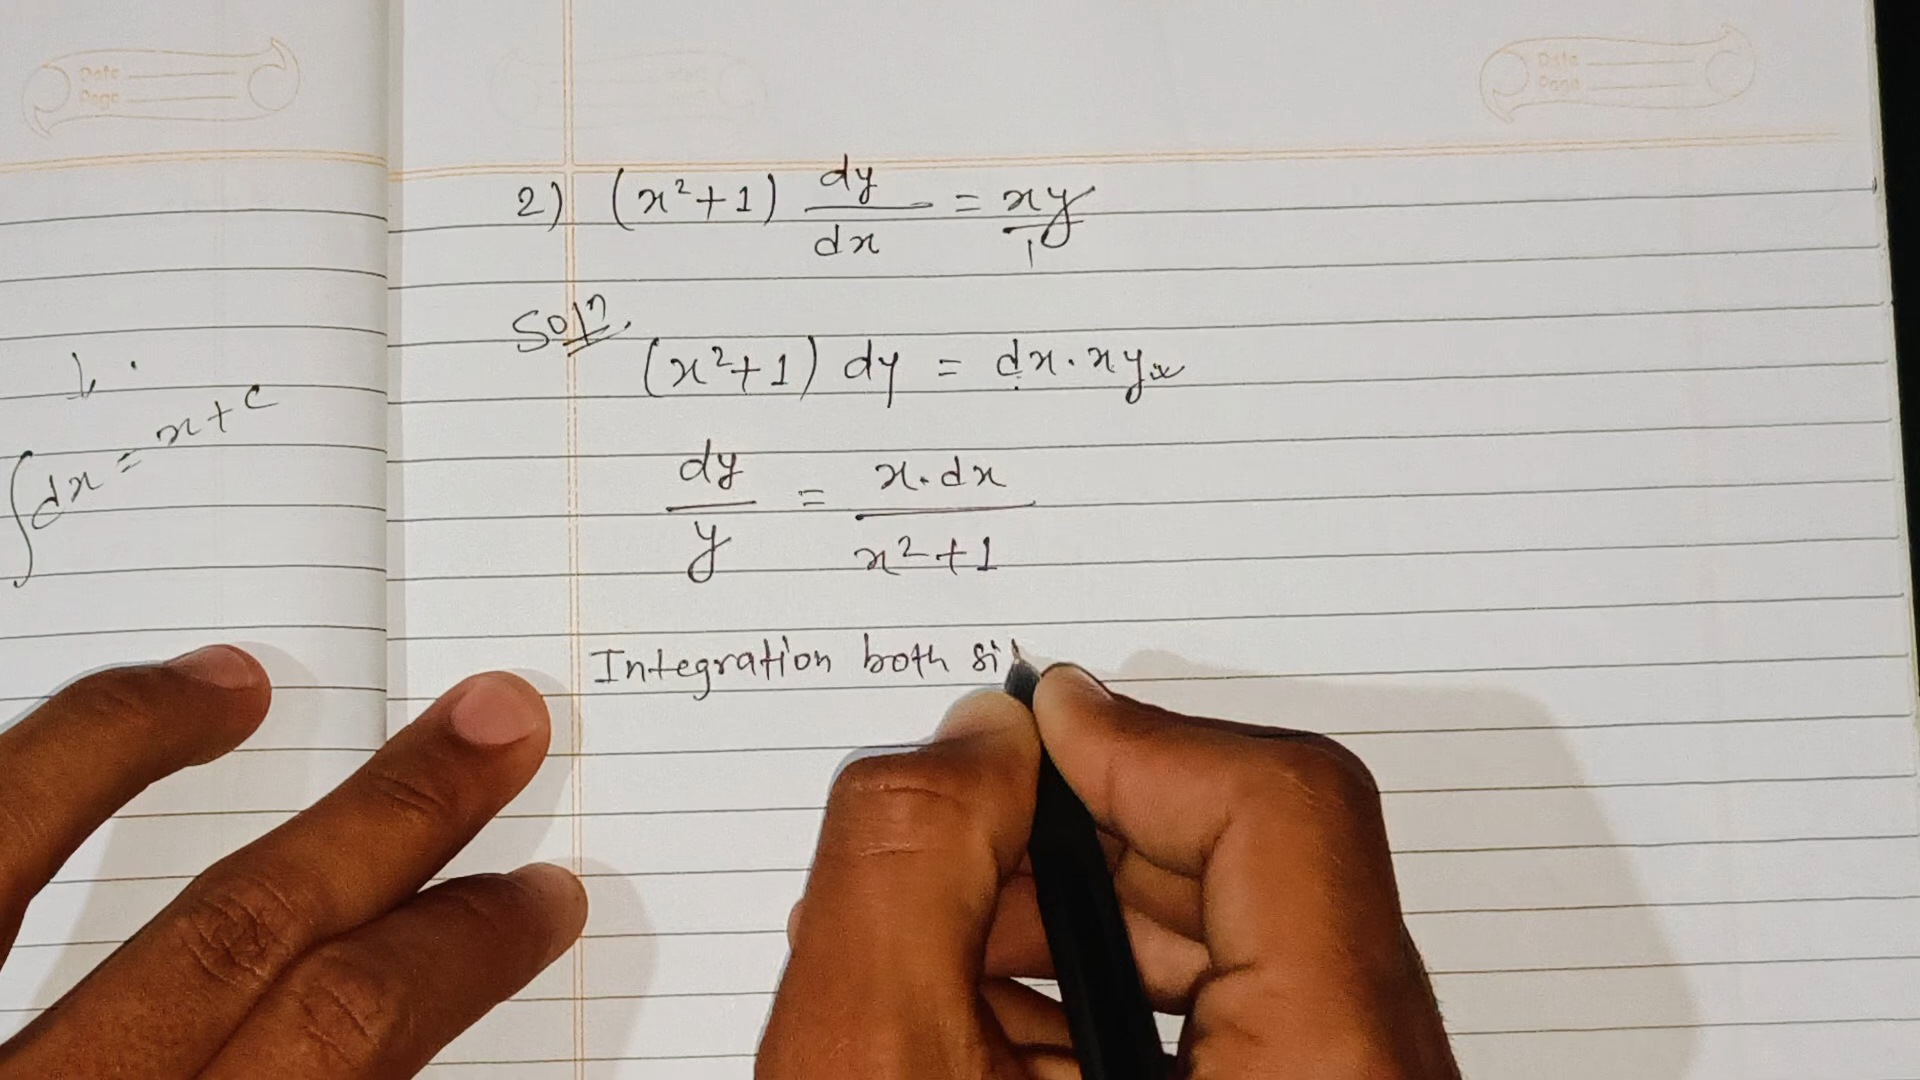 Date
Page
Date
Page
2) (x²+1) dy/dx = xy/1
Soln.
(x²+1) dy = dx.xy
dy/y = x.dx/x²+1
Integration both si
∫dx = x+c